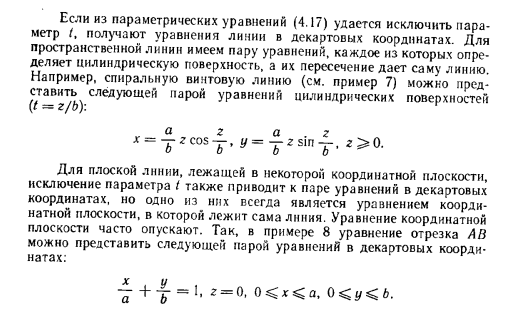 Если из параметрических уравнений (4.17) удается исключить пара-
метр t, получают уравнения линии в декартовых координатах. Для
пространственной линии имеем пару уравнений, каждое из которых опре-
деляет цилиндрическую поверхность, а их пересечение дает саму линию.
Например, спиральную винтовую линию (см. пример 7) можно пред-
ставить следующей парой уравнений цилиндрических поверхностей
(t = z/b):
x = a/b z cos z/b, y = a/b z sin z/b, z ⩾ 0.
Для плоской линии, лежащей в некоторой координатной плоскости,
исключение параметра t также приводит к паре уравнений в декартовых
координатах, но одно из них всегда является уравнением коорди-
натной плоскости, в которой лежит сама линия. Уравнение координатной
плоскости часто опускают. Так, в примере 8 уравнение отрезка AB
можно представить следующей парой уравнений в декартовых коорди-
натах:
x/a + y/b = 1, z = 0, 0 ⩽ x ⩽ a, 0 ⩽ y ⩽ b.